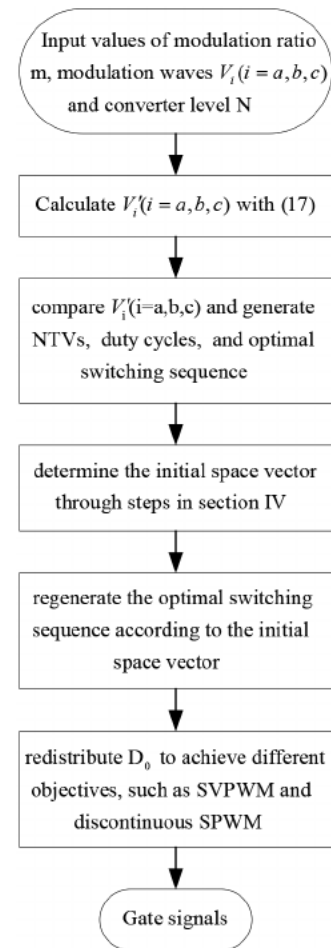 Input values of modulation ratio
m, modulation waves V_i (i = a,b,c)
and converter level N
Calculate V_i'(i = a,b,c) with (17)
compare V_i'(i=a,b,c) and generate
NTVs, duty cycles, and optimal
switching sequence
determine the initial space vector
through steps in section IV
regenerate the optimal switching
sequence according to the initial
space vector
redistribute D_0 to achieve different
objectives, such as SVPWM and
discontinuous SPWM
Gate signals